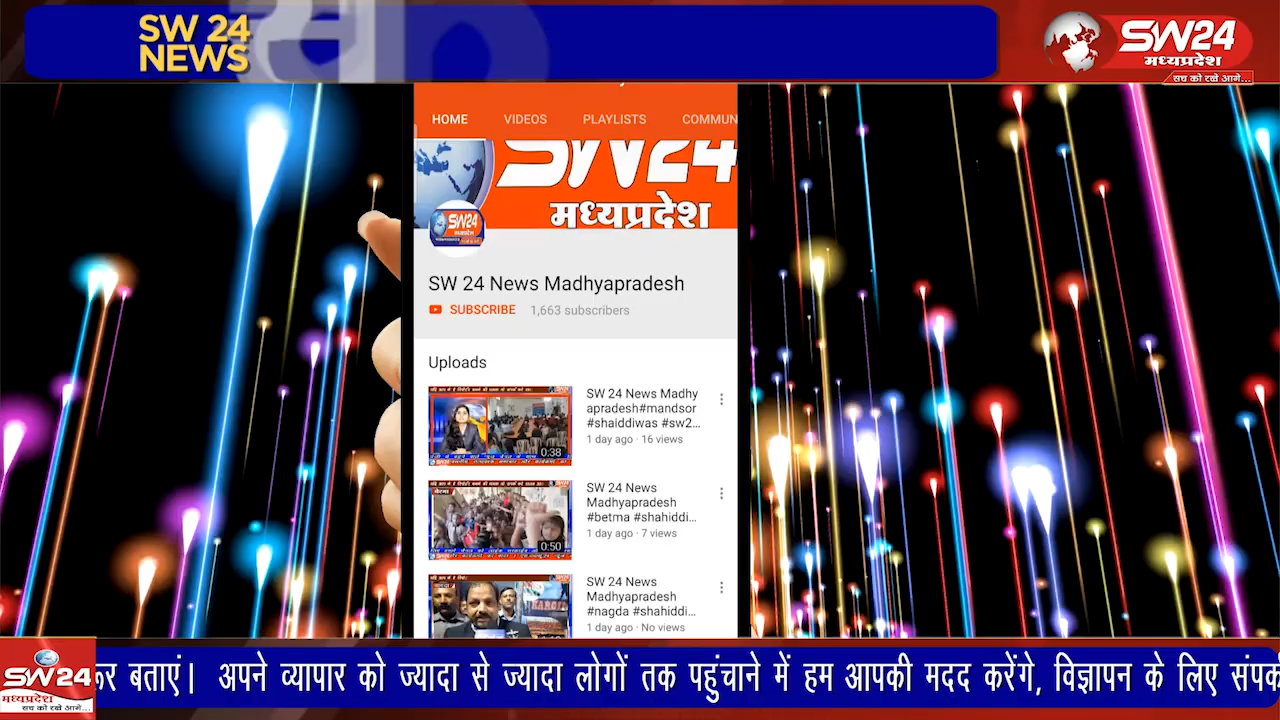 SW 24
NEWS
SW24
मध्यप्रदेश
सच को रखे आगे...
HOME VIDEOS PLAYLISTS COMMUN
SW24
मध्यप्रदेश
SW24
SW 24 News Madhyapradesh
SUBSCRIBE 1,663 subscribers
Uploads
SW 24 News Madhy
apradesh#mandsor
#shaiddiwas #sw2...
1 day ago · 16 views
0:38
SW 24 News
Madhyapradesh
#betma #shahiddi...
1 day ago · 7 views
0:50
SW 24 News
Madhyapradesh
#nagda #shahiddi...
1 day ago · No views
SW24
मध्यप्रदेश
सच को रखे आगे...
बताएं। अपने व्यापार को ज्यादा से ज्यादा लोगों तक पहुंचाने में हम आपकी मदद करेंगे, विज्ञापन के लिए संपर्क